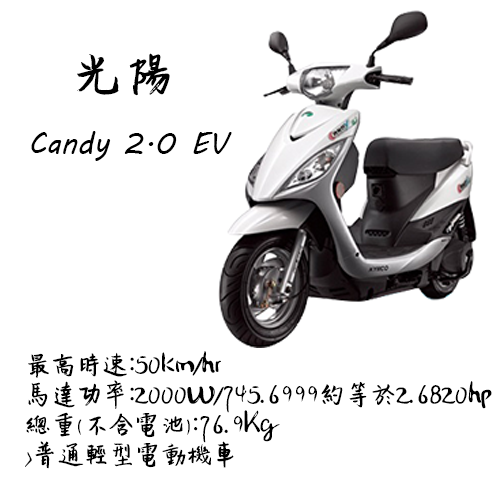 光陽
Candy 2.0 EV
KYMCO
最高時速:50km/hr
馬達功率:2000W/745.6999約等於2.6820hp
總重(不含電池):76.9Kg
>普通輕型電動機車